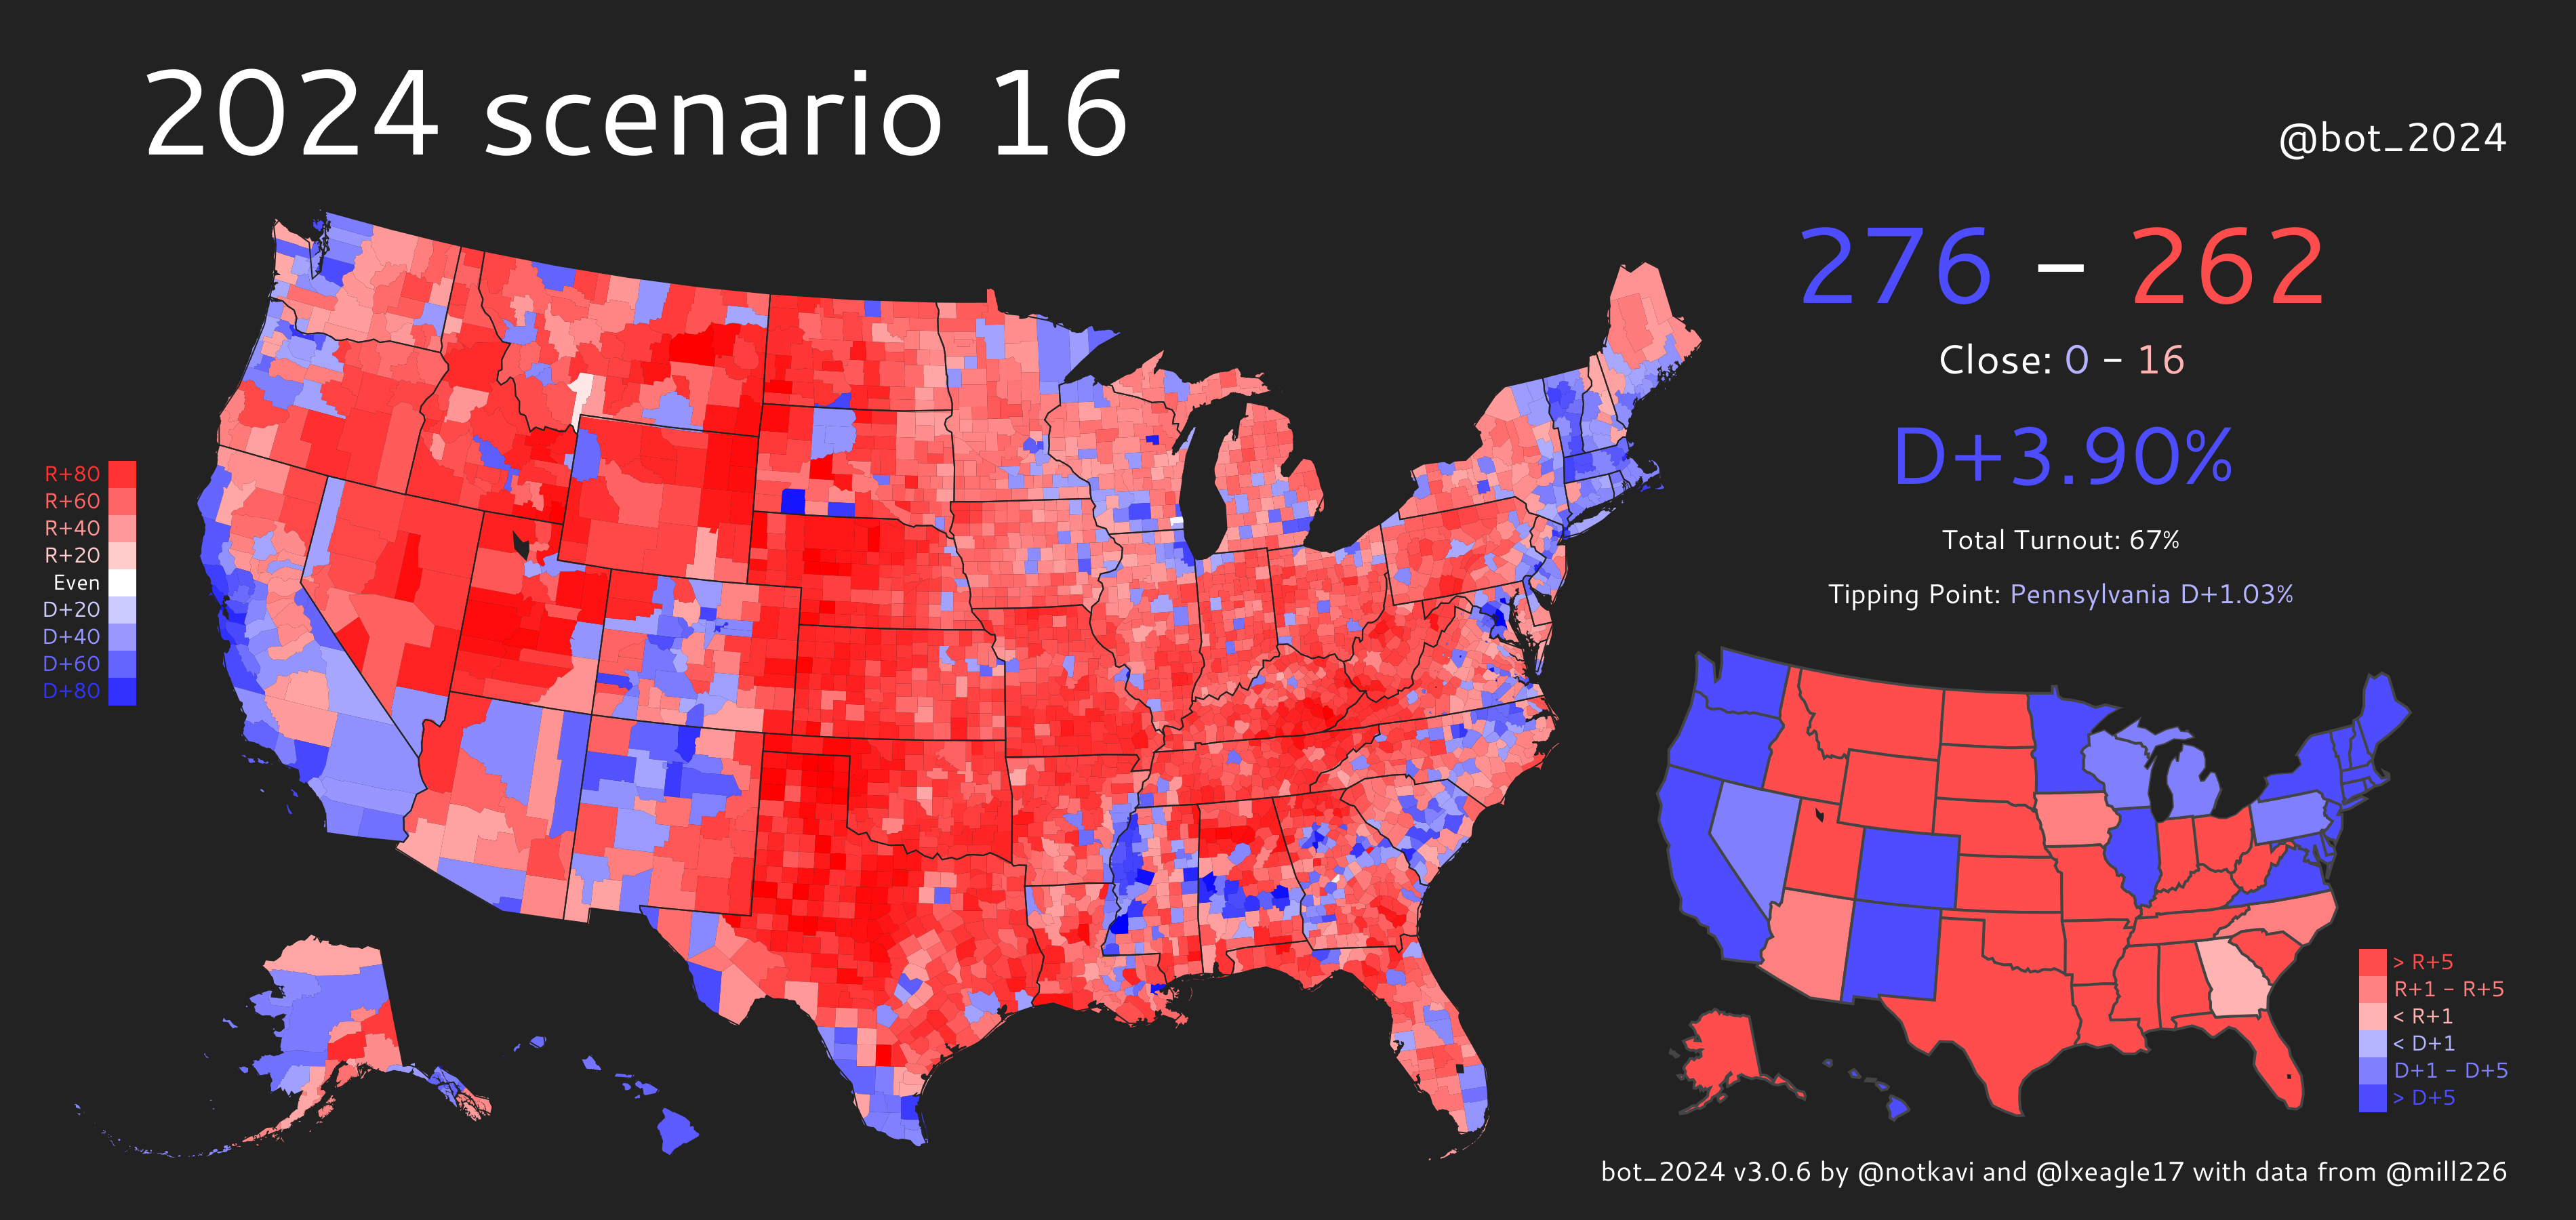 2024 scenario 16
@bot_2024
276 – 262
Close: 0 – 16
D+3.90%
Total Turnout: 67%
Tipping Point: Pennsylvania D+1.03%
R+80
R+60
R+40
R+20
Even
D+20
D+40
D+60
D+80
> R+5
R+1 – R+5
< R+1
< D+1
D+1 – D+5
> D+5
bot_2024 v3.0.6 by @notkavi and @lxeagle17 with data from @mill226